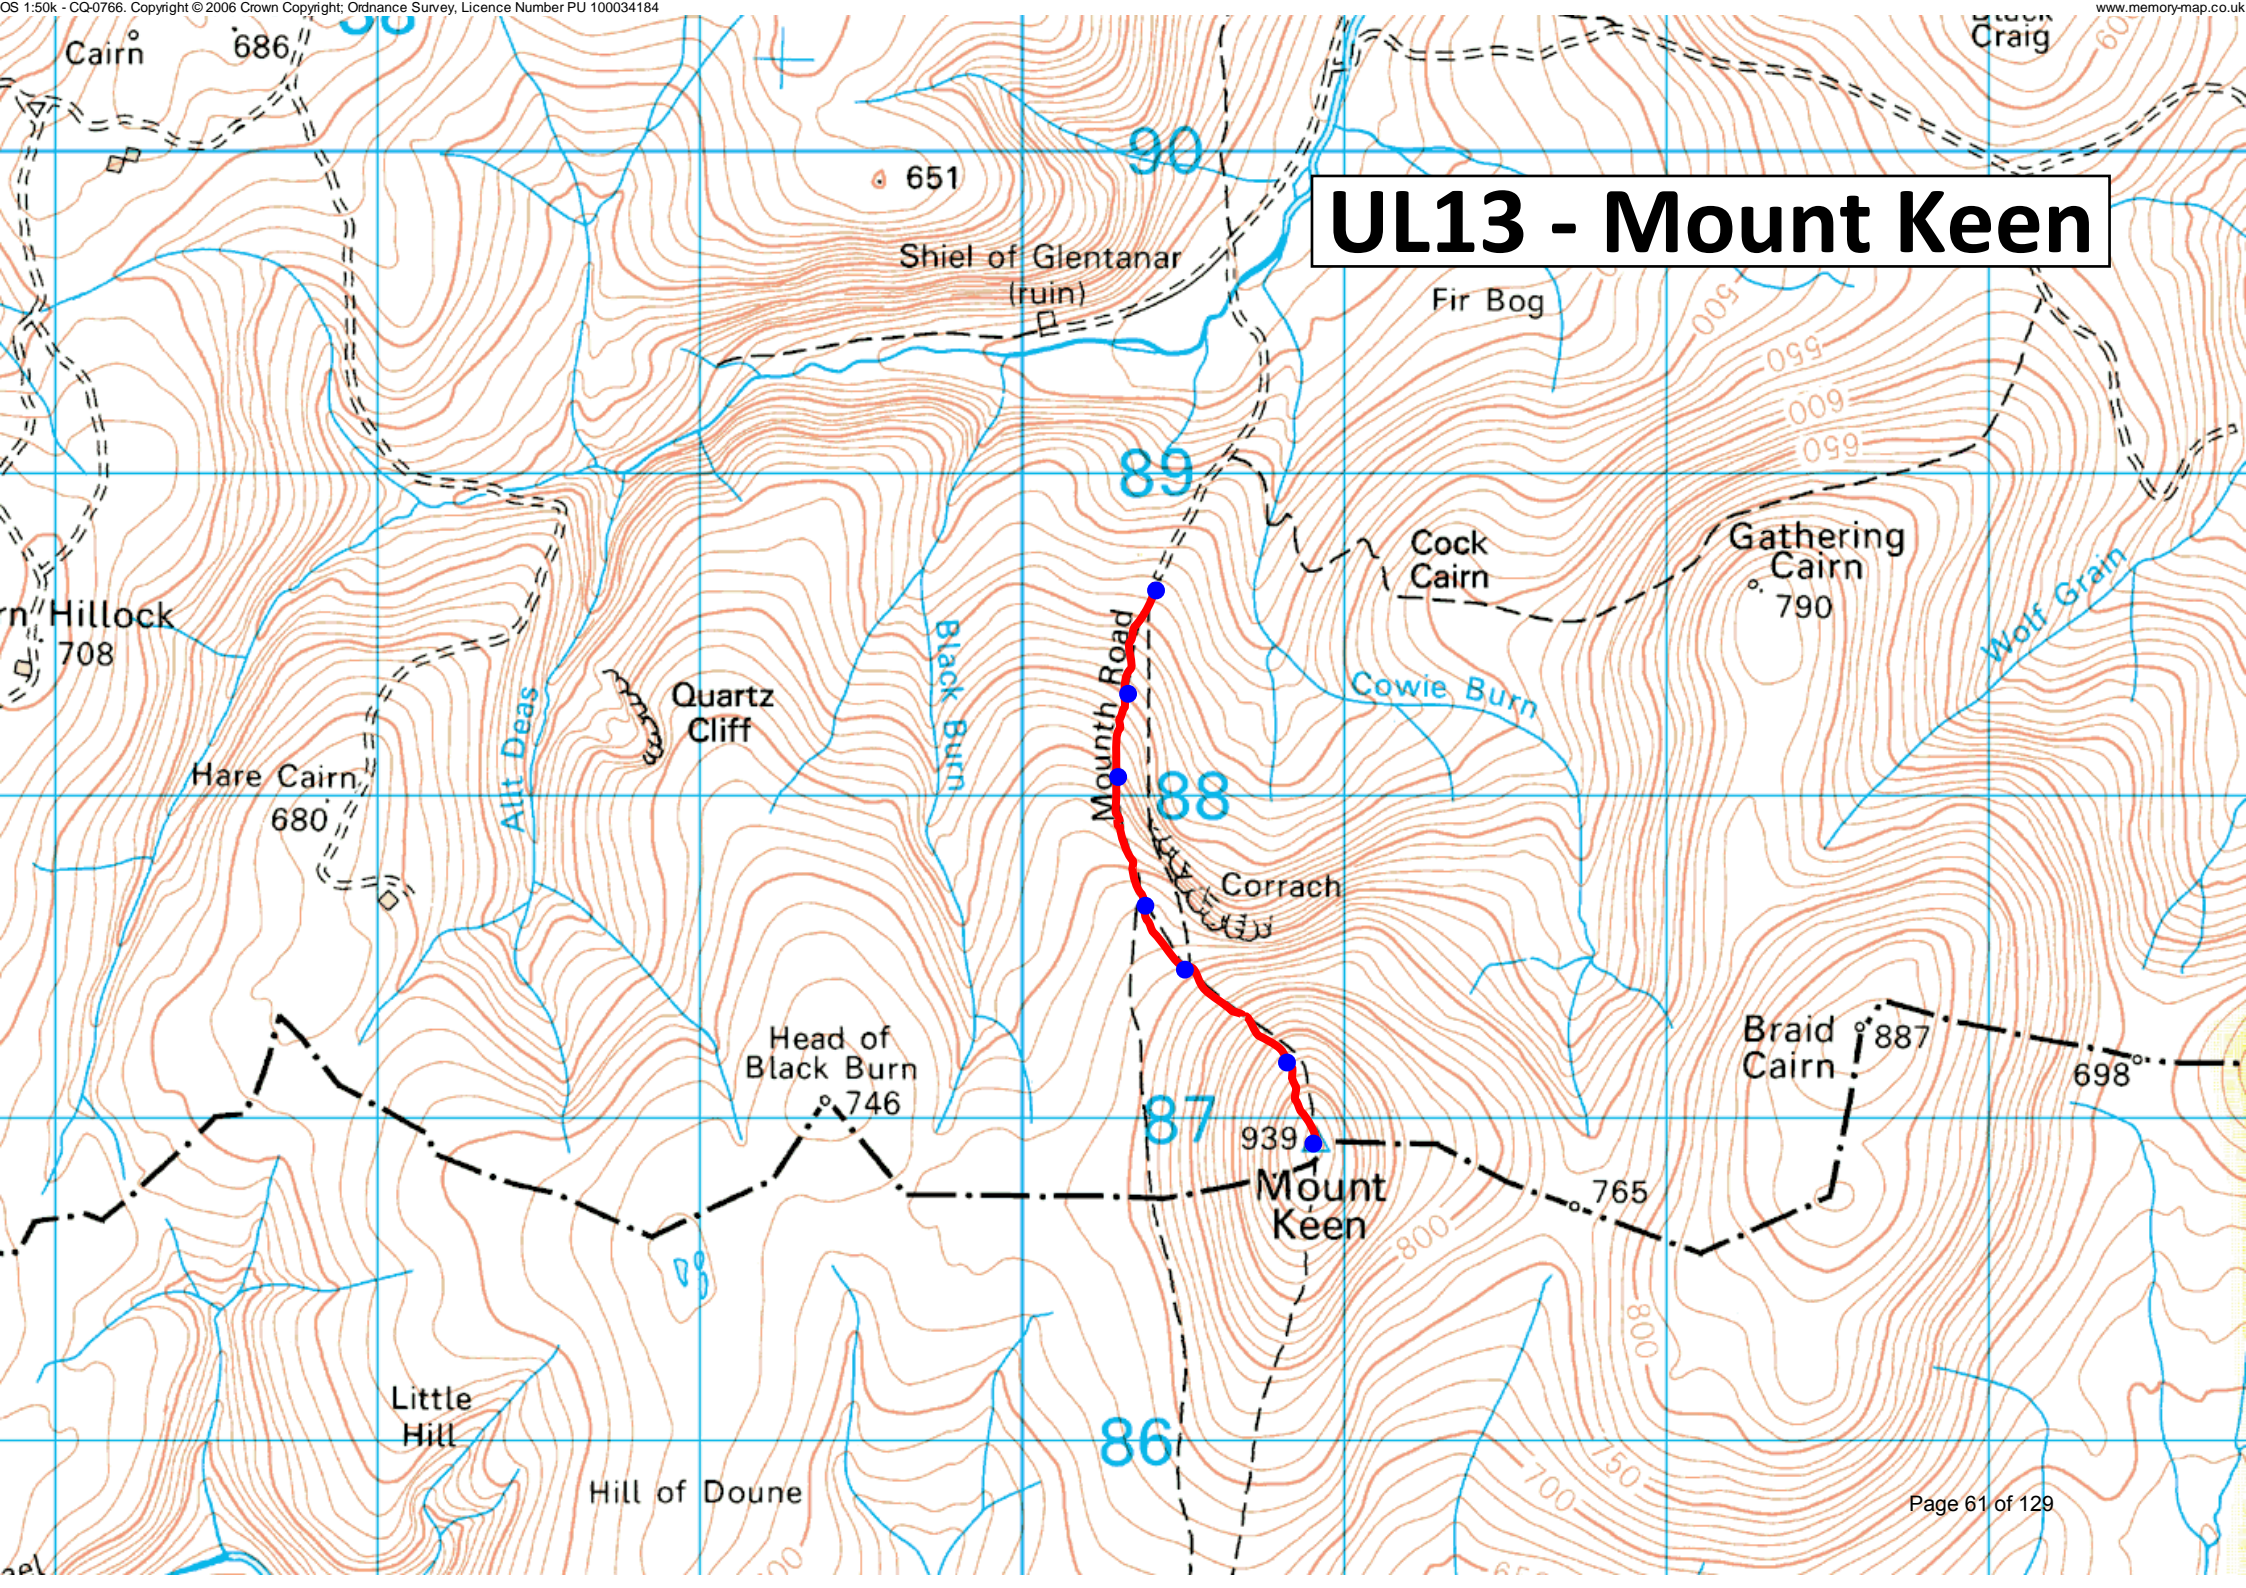 OS 1:50k - CQ-0766. Copyright © 2006 Crown Copyright; Ordnance Survey, Licence Number PU 100034184
www.memory-map.co.uk
Cairn
686
Craig
90
651
UL13 - Mount Keen
Shiel of Glentanar
(ruin)
Fir Bog
500
550
600
650
89
Cock
Cairn
Gathering
Cairn
790
Wolf Grain
rn Hillock
708
Mounth Road
Black Burn
Quartz
Cliff
Cowie Burn
Allt Deas
Hare Cairn
680
88
Corrach
Head of
Black Burn
746
Braid
Cairn
887
698
87
939
Mount
Keen
765
800
800
Little
Hill
86
Hill of Doune
700
750
Page 61 of 129